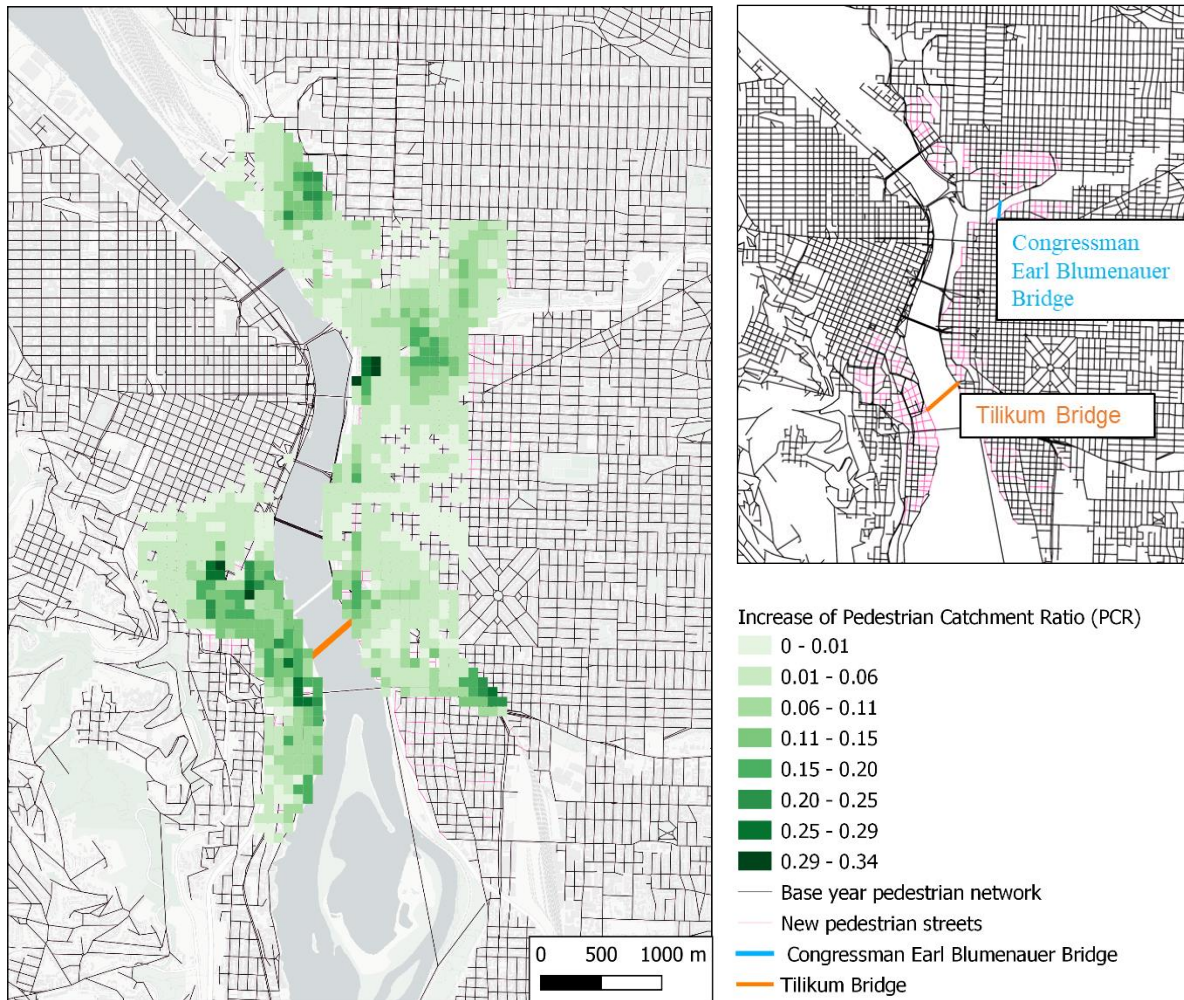 Congressman
Earl Blumenauer
Bridge
Tilikum Bridge
Increase of Pedestrian Catchment Ratio (PCR)
0 - 0.01
0.01 - 0.06
0.06 - 0.11
0.11 - 0.15
0.15 - 0.20
0.20 - 0.25
0.25 - 0.29
0.29 - 0.34
Base year pedestrian network
New pedestrian streets
Congressman Earl Blumenauer Bridge
Tilikum Bridge
0 500 1000 m